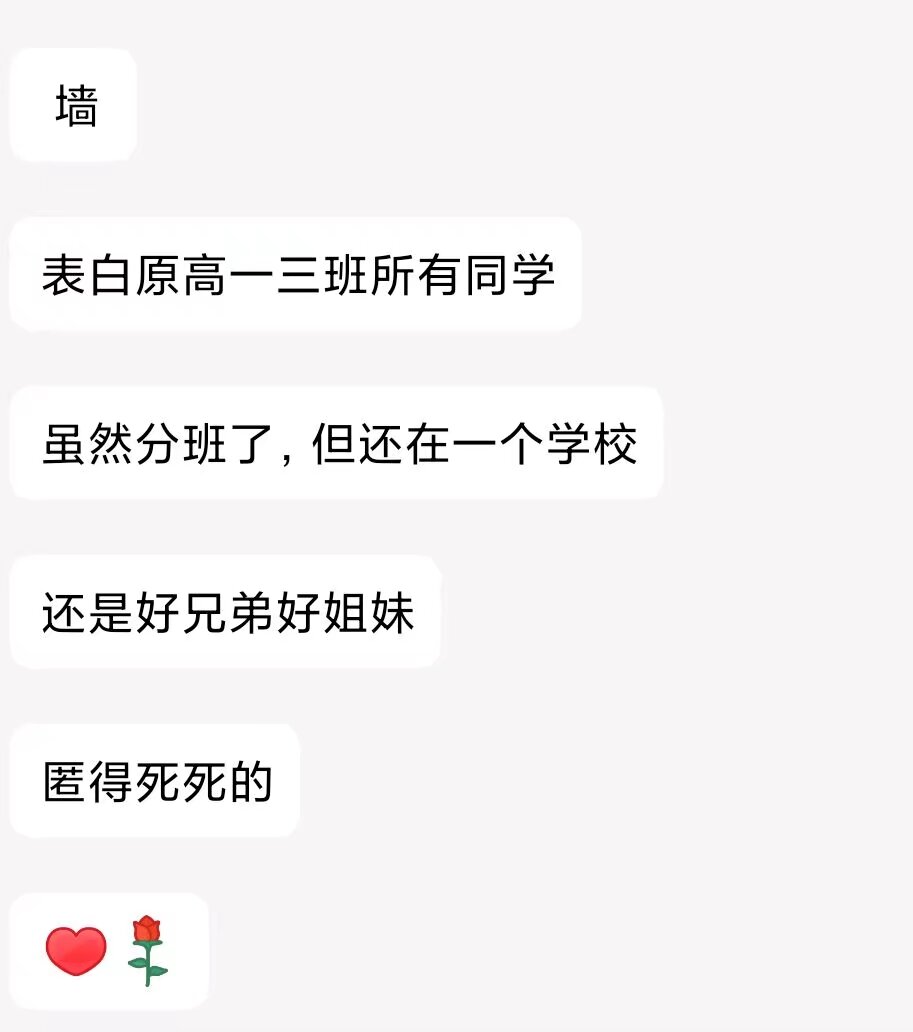 墙
表白原高一三班所有同学
虽然分班了，但还在一个学校
还是好兄弟好姐妹
匿得死死的
❤️🌹